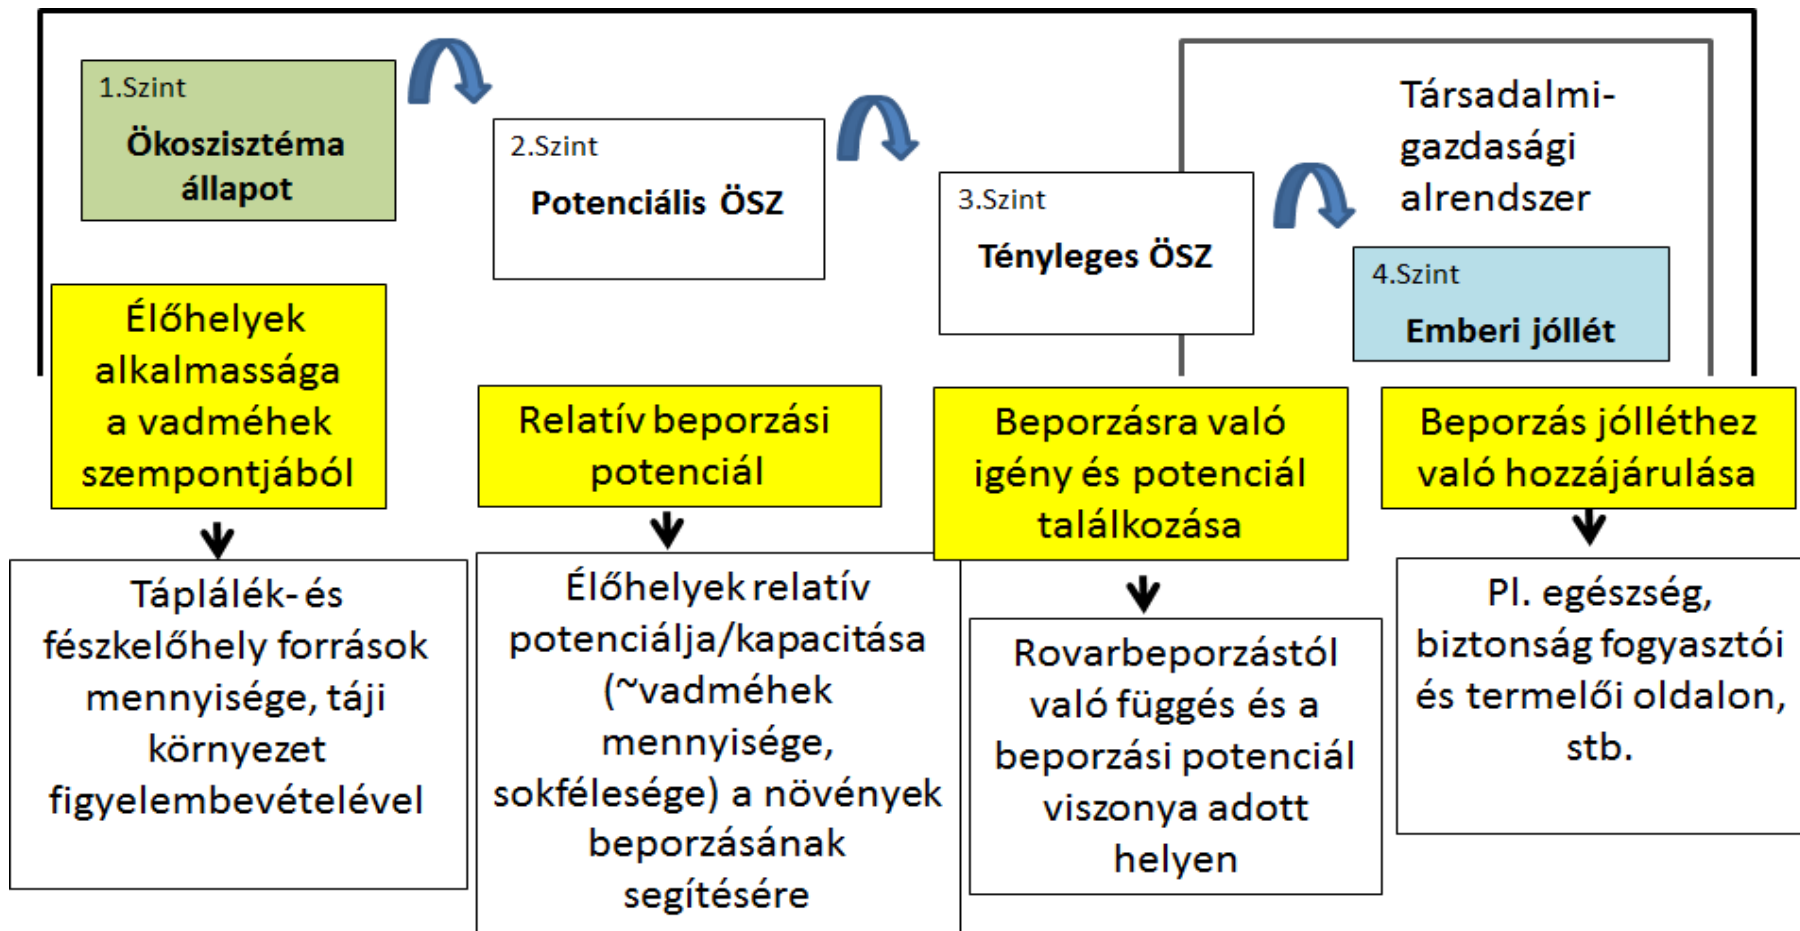 1.Szint
Ökoszisztéma
állapot
2.Szint
Potenciális ÖSZ
3.Szint
Tényleges ÖSZ
Társadalmi-
gazdasági
alrendszer
4.Szint
Emberi jóllét
Élőhelyek
alkalmassága
a vadméhek
szempontjából
Relatív beporzási
potenciál
Beporzásra való
igény és potenciál
találkozása
Beporzás jólléthez
való hozzájárulása
Táplálék- és
fészkelőhely források
mennyisége, táji
környezet
figyelembevételével
Élőhelyek relatív
potenciálja/kapacitása
(~vadméhek
mennyisége,
sokfélesége) a növények
beporzásának
segítésére
Rovarbeporzástól
való függés és a
beporzási potenciál
viszonya adott
helyen
Pl. egészség,
biztonság fogyasztói
és termelői oldalon,
stb.